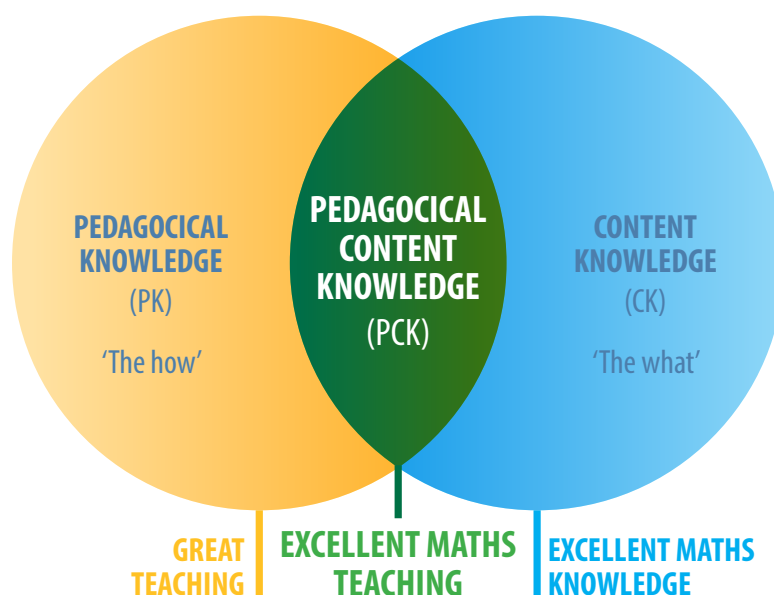 PEDAGOCICAL
KNOWLEDGE
(PK)
‘The how’
PEDAGOCICAL
CONTENT
KNOWLEDGE
(PCK)
CONTENT
KNOWLEDGE
(CK)
‘The what’
GREAT
TEACHING
EXCELLENT MATHS
TEACHING
EXCELLENT MATHS
KNOWLEDGE